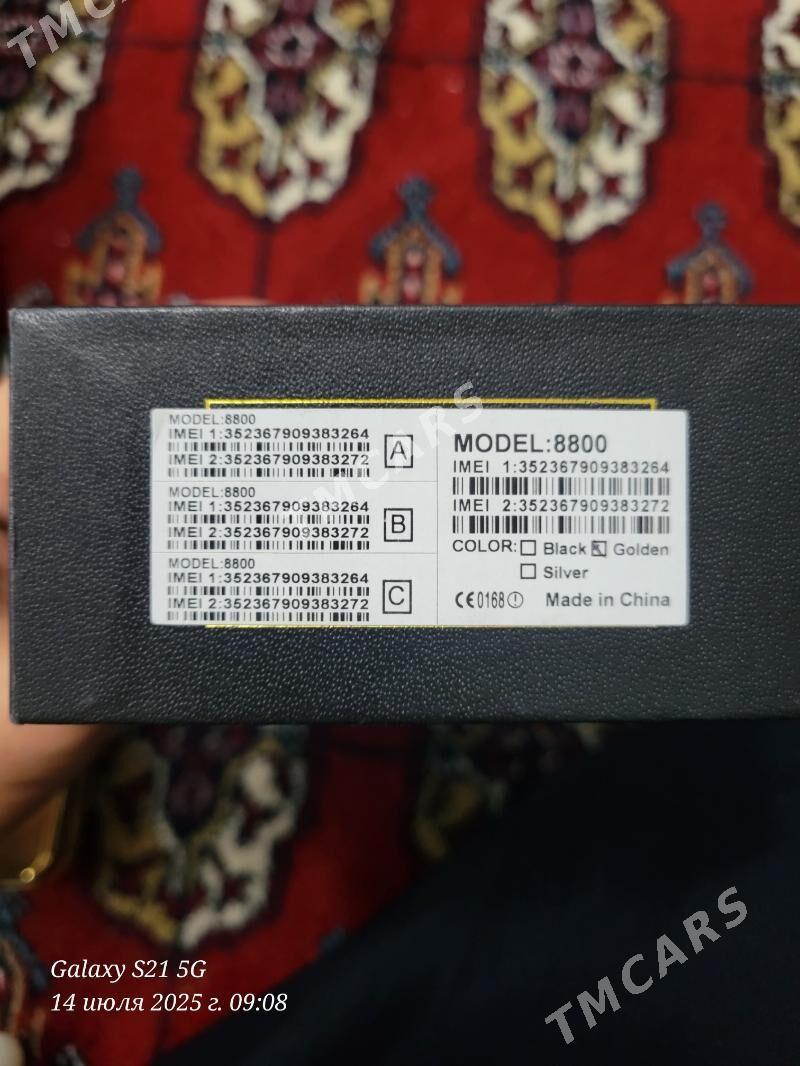 TMCARS
MODEL:8800
IMEI 1:352367909383264
IMEI 2:352367909383272
A
MODEL:8800
IMEI 1:352367909383264
IMEI 2:352367909383272
B
MODEL:8800
IMEI 1:352367909383264
IMEI 2:352367909383272
C
MODEL:8800
IMEI 1:352367909383264
IMEI 2:352367909383272
COLOR: Black Golden
Silver
CE0168 Made in China
TMCARS
Galaxy S21 5G
14 июля 2025 г. 09:08
TMCARS